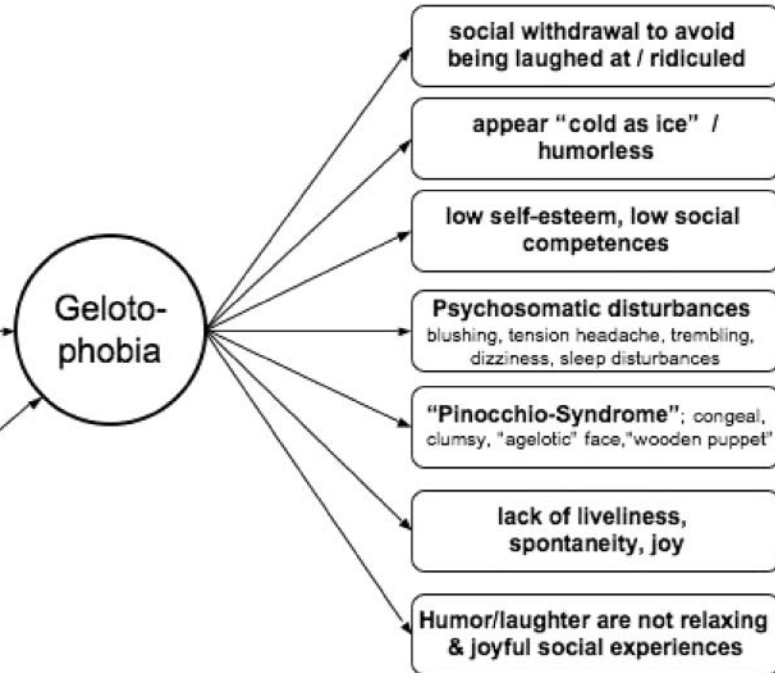 social withdrawal to avoid
being laughed at / ridiculed
appear “cold as ice” /
humorless
low self-esteem, low social
competences
Geloto-
phobia
Psychosomatic disturbances
blushing, tension headache, trembling,
dizziness, sleep disturbances
“Pinocchio-Syndrome”; congeal,
clumsy, "agelotic" face,"wooden puppet"
lack of liveliness,
spontaneity, joy
Humor/laughter are not relaxing
& joyful social experiences